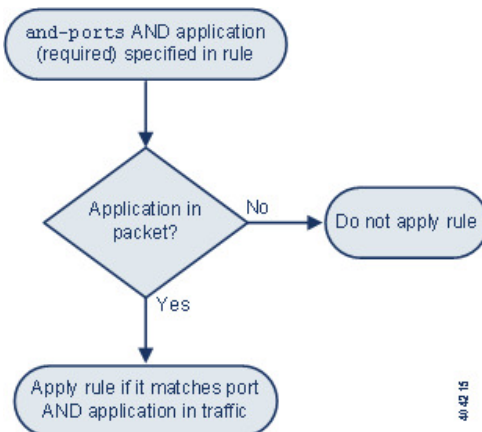 and-ports AND application
(required) specified in rule
Application in
packet?
No
Do not apply rule
Yes
Apply rule if it matches port
AND application in traffic
404215